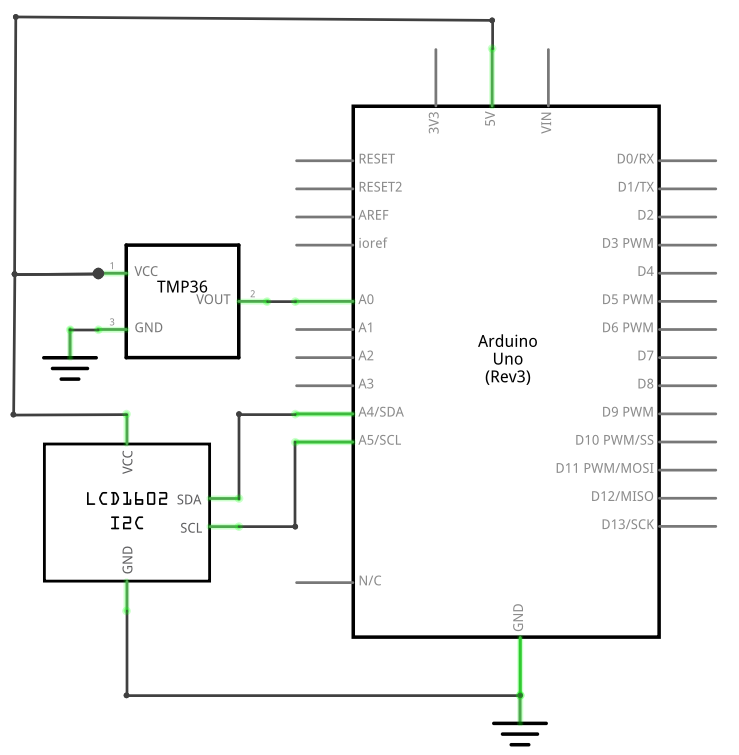 3V3
5V
VIN
RESET
RESET2
AREF
ioref
A0
A1
A2
A3
A4/SDA
A5/SCL
N/C
D0/RX
D1/TX
D2
D3 PWM
D4
D5 PWM
D6 PWM
D7
D8
D9 PWM
D10 PWM/SS
D11 PWM/MOSI
D12/MISO
D13/SCK
GND
Arduino
Uno
(Rev3)
1
VCC
TMP36
VOUT
2
3
GND
VCC
LCD1602
I2C
SDA
SCL
GND